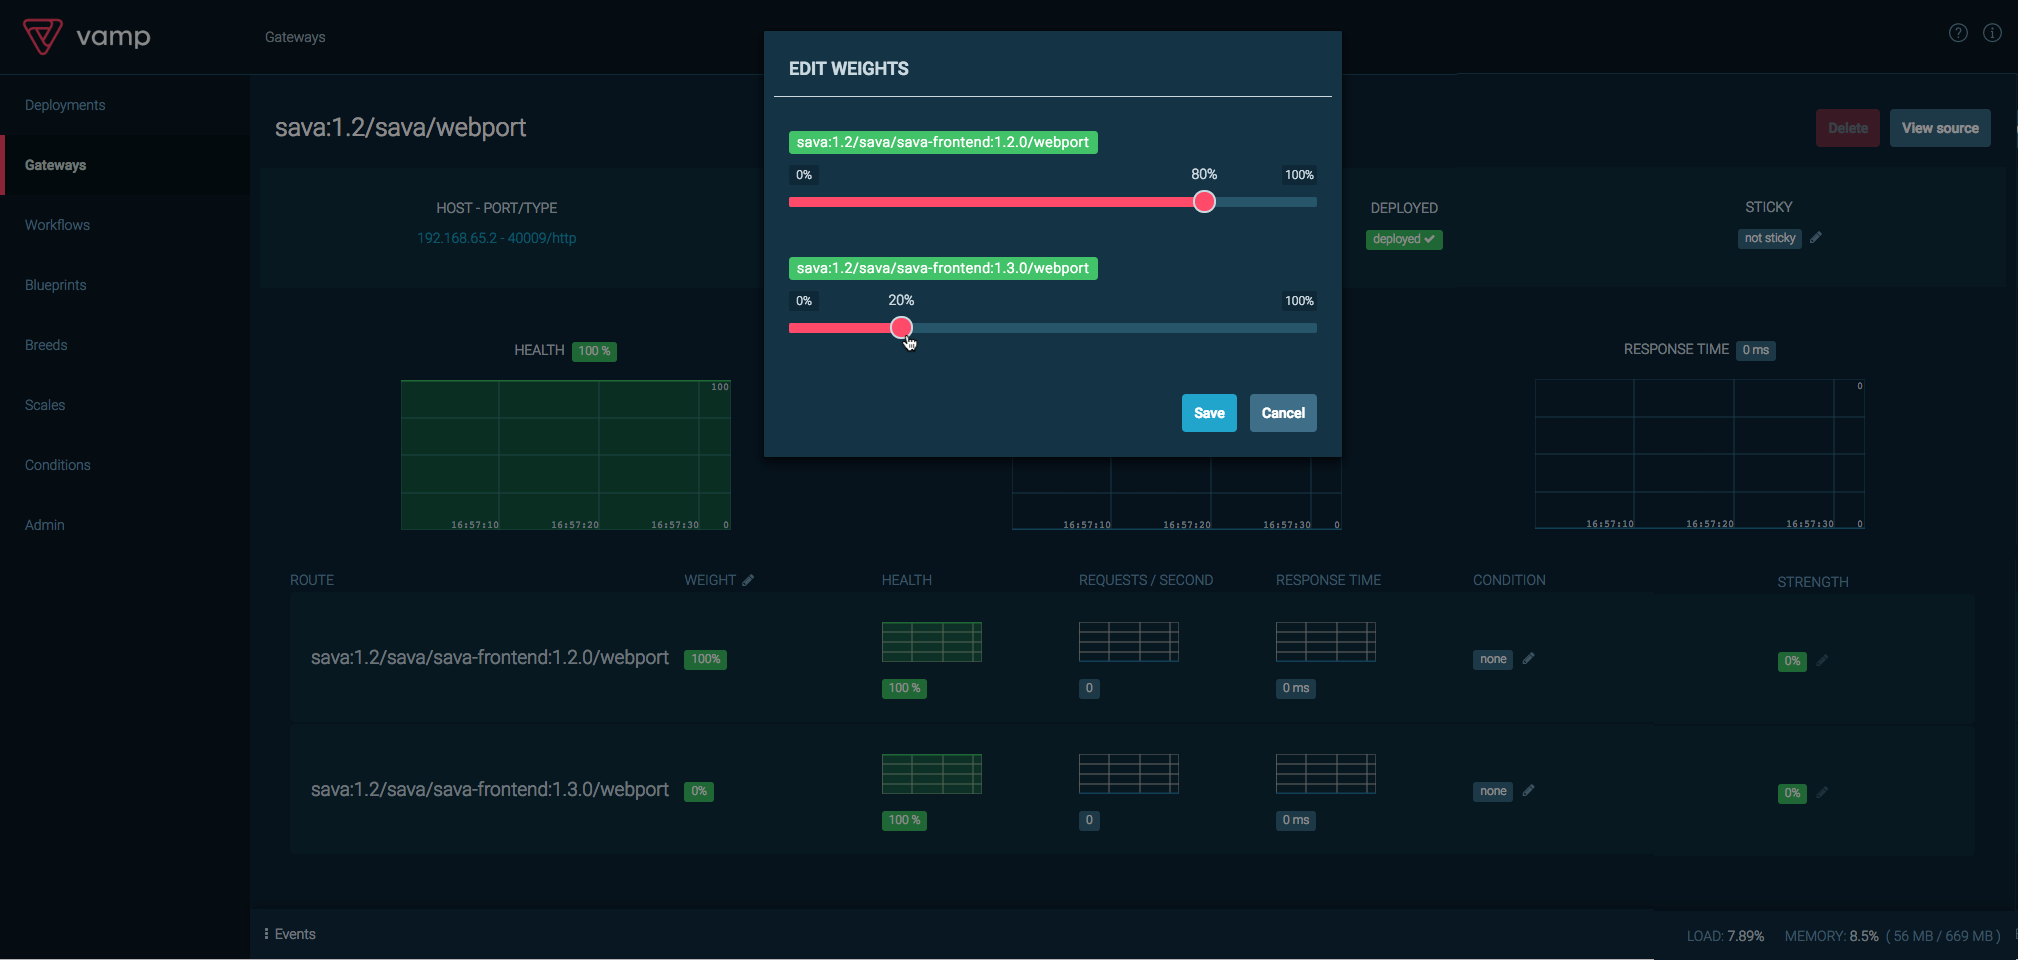 vamp
Gateways
Deployments
Gateways
Workflows
Blueprints
Breeds
Scales
Conditions
Admin
sava:1.2/sava/webport
Delete
View source
HOST - PORT/TYPE
192.168.65.2 - 40009/http
DEPLOYED
deployed
STICKY
not sticky
EDIT WEIGHTS
sava:1.2/sava/sava-frontend:1.2.0/webport
0% 80% 100%
sava:1.2/sava/sava-frontend:1.3.0/webport
0% 20% 100%
Save Cancel
HEALTH 100 %
100
16:57:10 16:57:20 16:57:30 0
16:57:10 16:57:20 16:57:30 0
RESPONSE TIME 0 ms
0
16:57:10 16:57:20 16:57:30 0
ROUTE WEIGHT HEALTH REQUESTS / SECOND RESPONSE TIME CONDITION STRENGTH
sava:1.2/sava/sava-frontend:1.2.0/webport 100% none 0%
100 % 0 0 ms
sava:1.2/sava/sava-frontend:1.3.0/webport 0% none 0%
100 % 0 0 ms
Events
LOAD: 7.89% MEMORY: 8.5% ( 56 MB / 669 MB )